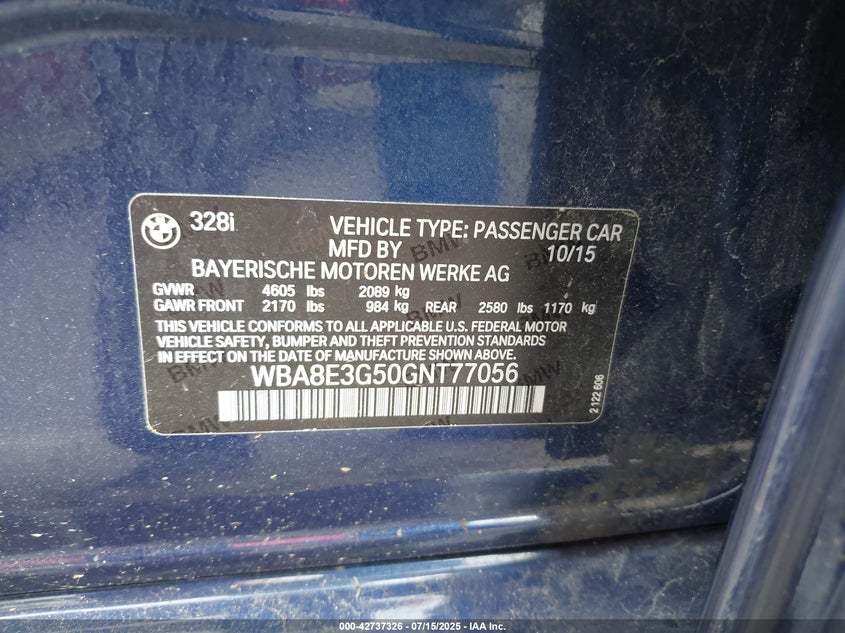 328i VEHICLE TYPE: PASSENGER CAR
MFD BY 10/15
BAYERISCHE MOTOREN WERKE AG
GVWR 4605 lbs 2089 kg
GAWR FRONT 2170 lbs 984 kg REAR 2580 lbs 1170 kg
THIS VEHICLE CONFORMS TO ALL APPLICABLE U.S. FEDERAL MOTOR
VEHICLE SAFETY, BUMPER AND THEFT PREVENTION STANDARDS
IN EFFECT ON THE DATE OF MANUFACTURE SHOWN ABOVE.
WBA8E3G50GNT77056
2 122 606
000-42737326 - 07/15/2025 - IAA Inc.